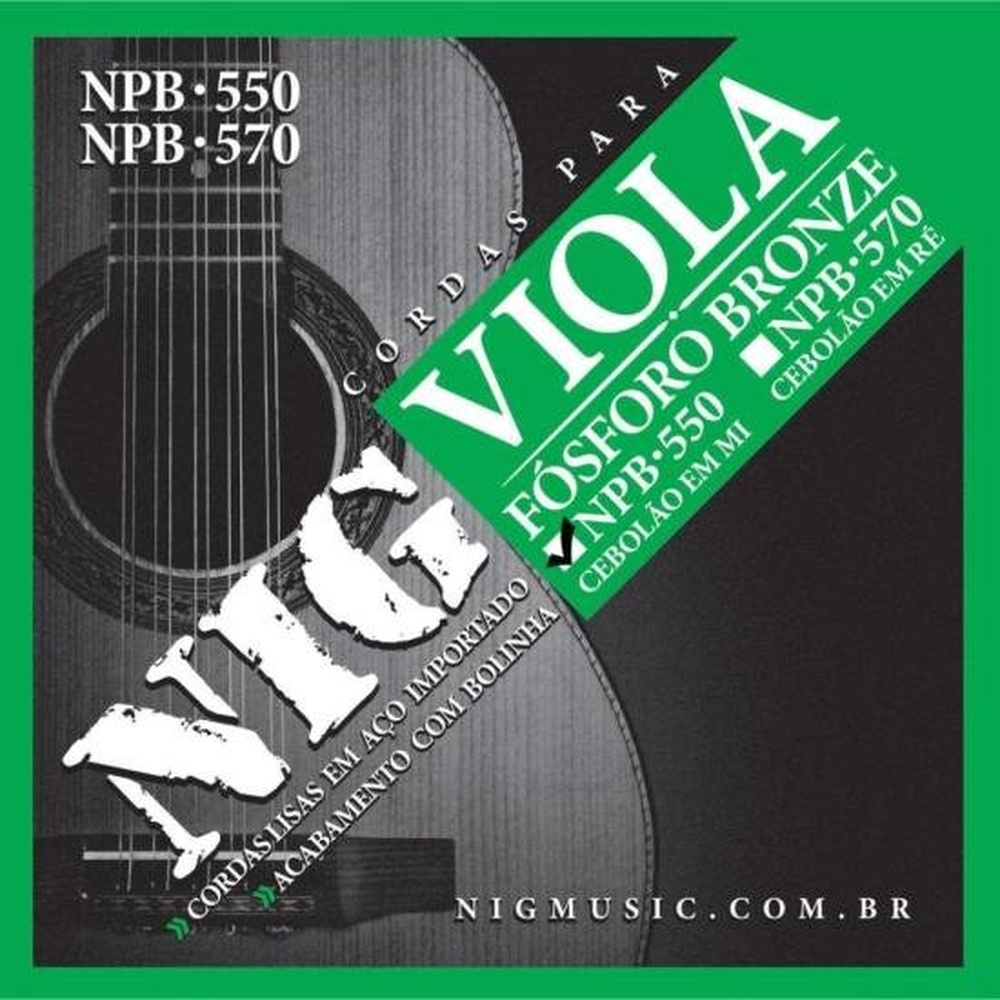 NPB·550
NPB·570
CORDAS PARA
VIOLA
FÓSFORO BRONZE
NPB·550
CEBOLÃO EM MI
NPB·570
CEBOLÃO EM RÉ
NIG
CORDAS LISAS EM AÇO IMPORTADO
ACABAMENTO COM BOLINHA
NIGMUSIC.COM.BR